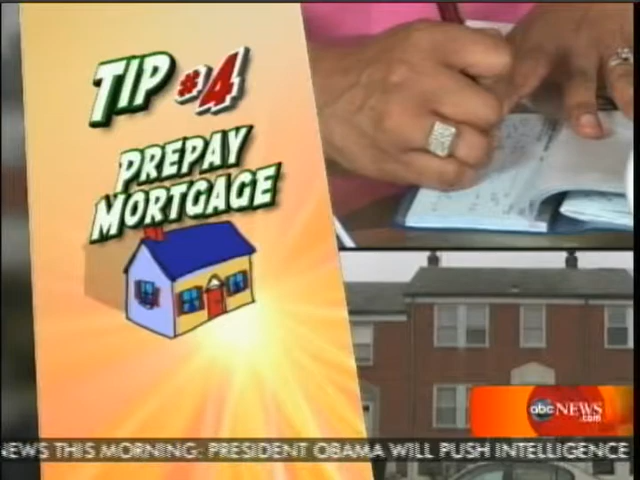 TIP #4
PREPAY
MORTGAGE
abc NEWS
.com
NEWS THIS MORNING: PRESIDENT OBAMA WILL PUSH INTELLIGENCE